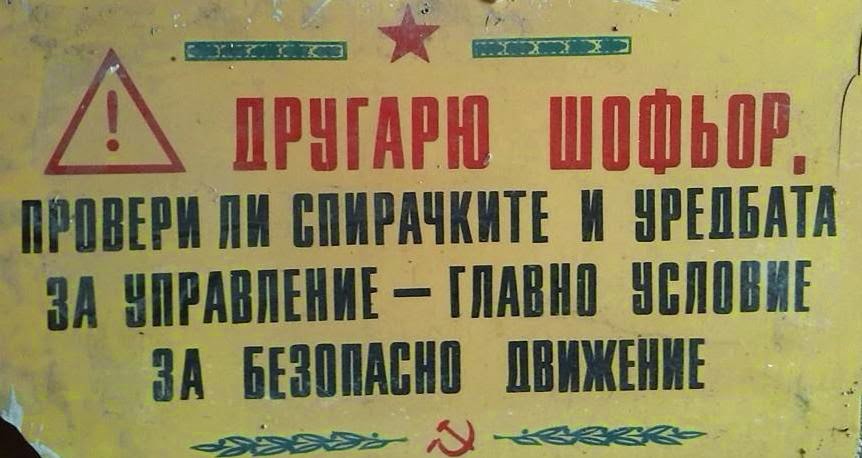 ДРУГАРЮ ШОФЬОР,
ПРОВЕРИ ЛИ СПИРАЧКИТЕ И УРЕДБАТА
ЗА УПРАВЛЕНИЕ — ГЛАВНО УСЛОВИЕ
ЗА БЕЗОПАСНО ДВИЖЕНИЕ